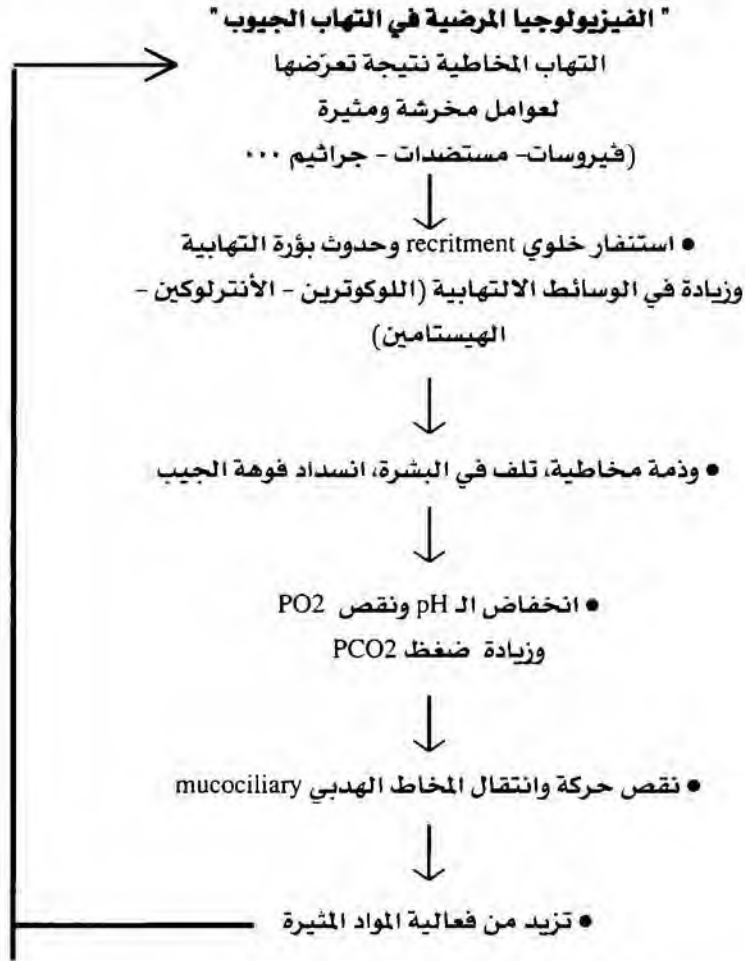 " الفيزيولوجيا المرضية في التهاب الجيوب "
التهاب المخاطية نتيجة تعرّضها
لعوامل مخرشة ومثيرة
(فيروسات- مستضدات - جراثيم ...
• استنفار خلوي recritment وحدوث بؤرة التهابية
وزيادة في الوسائط الالتهابية (اللوكوترين - الأنترلوكين -
الهيستامين)
• وذمة مخاطية، تلف في البشرة، انسداد فوهة الجيب
• انخفاض الـ pH ونقص PO2
وزيادة ضغظ PCO2
• نقص حركة وانتقال المخاط الهدبي mucociliary
• تزيد من فعالية المواد المثيرة